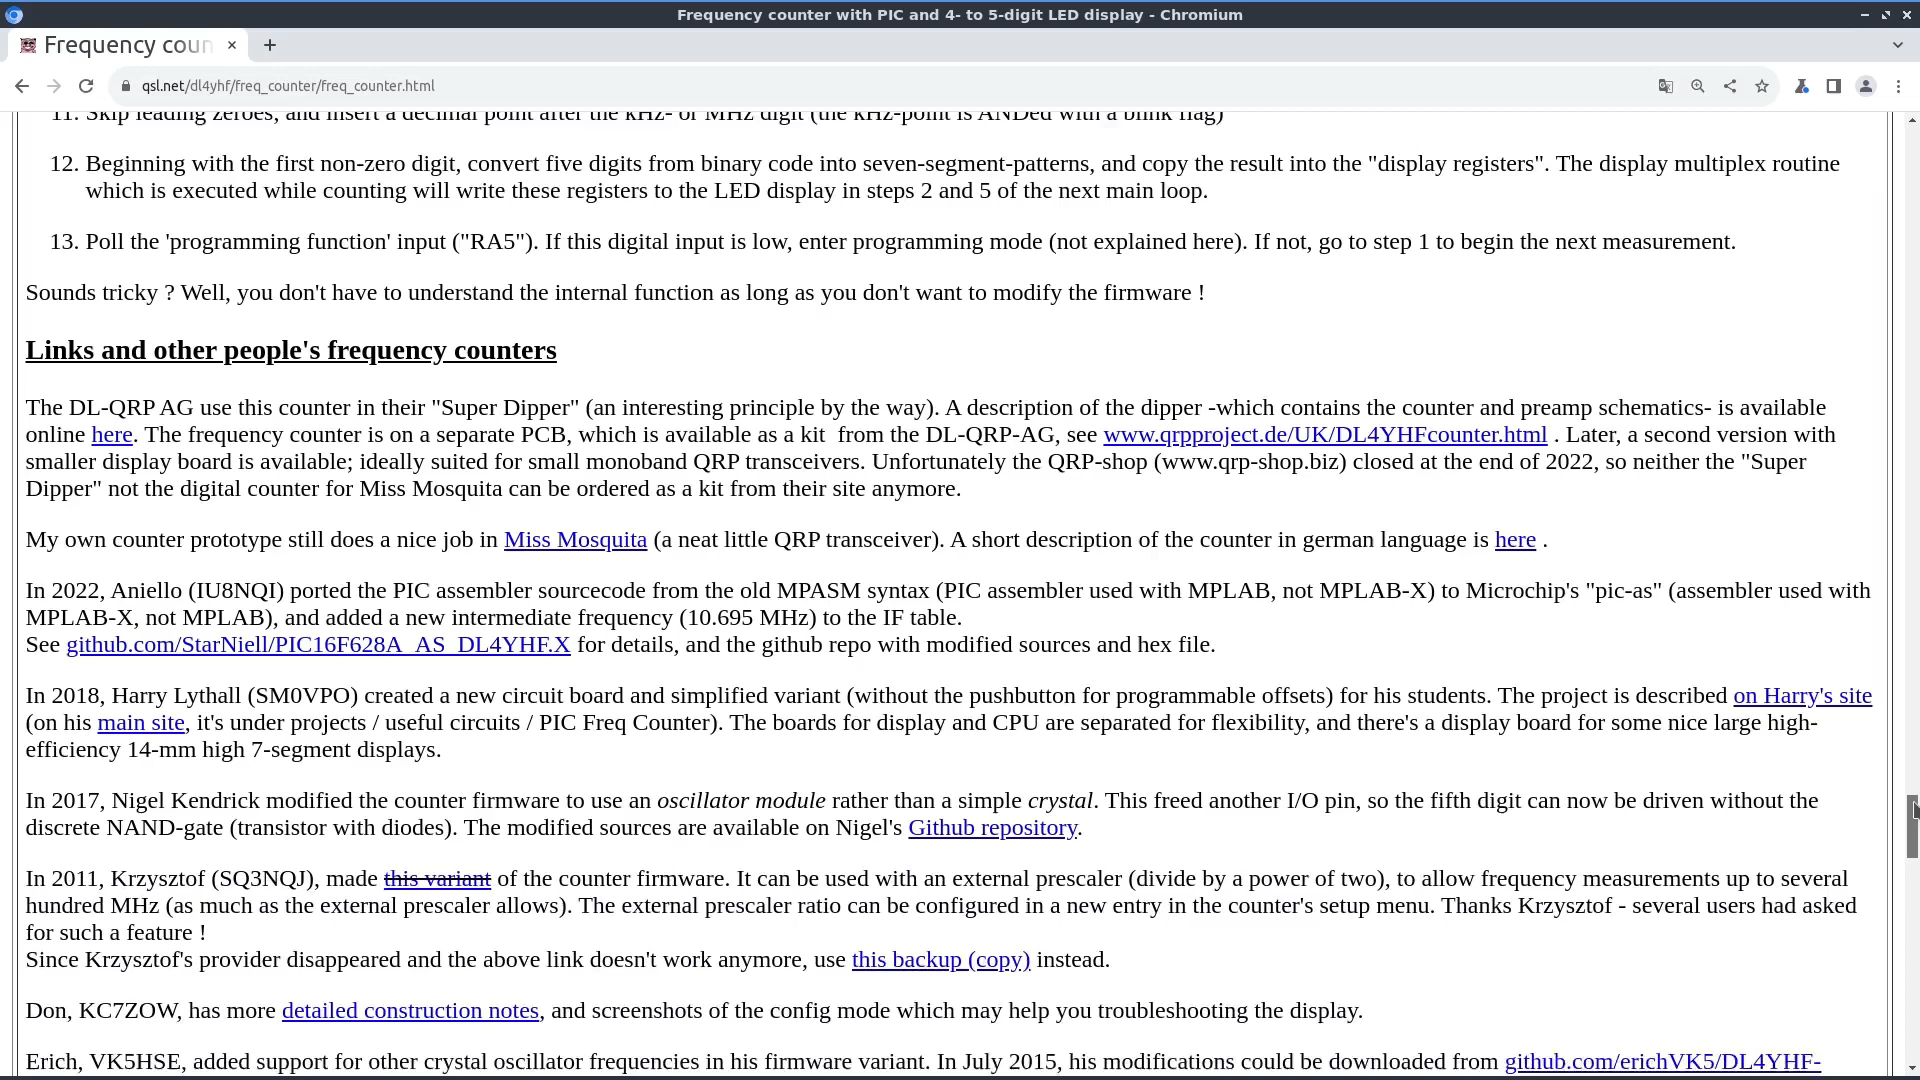 Frequency counter with PIC and 4- to 5-digit LED display - Chromium
Frequency coun
qsl.net/dl4yhf/freq_counter/freq_counter.html
11. Skip leading zeroes, and insert a decimal point after the kHz- or MHz digit (the kHz-point is ANDed with a blink flag)
12. Beginning with the first non-zero digit, convert five digits from binary code into seven-segment-patterns, and copy the result into the "display registers". The display multiplex routine
which is executed while counting will write these registers to the LED display in steps 2 and 5 of the next main loop.
13. Poll the 'programming function' input ("RA5"). If this digital input is low, enter programming mode (not explained here). If not, go to step 1 to begin the next measurement.
Sounds tricky ? Well, you don't have to understand the internal function as long as you don't want to modify the firmware !
Links and other people's frequency counters
The DL-QRP AG use this counter in their "Super Dipper" (an interesting principle by the way). A description of the dipper -which contains the counter and preamp schematics- is available
online here. The frequency counter is on a separate PCB, which is available as a kit from the DL-QRP-AG, see www.qrpproject.de/UK/DL4YHFcounter.html . Later, a second version with
smaller display board is available; ideally suited for small monoband QRP transceivers. Unfortunately the QRP-shop (www.qrp-shop.biz) closed at the end of 2022, so neither the "Super
Dipper" not the digital counter for Miss Mosquita can be ordered as a kit from their site anymore.
My own counter prototype still does a nice job in Miss Mosquita (a neat little QRP transceiver). A short description of the counter in german language is here .
In 2022, Aniello (IU8NQI) ported the PIC assembler sourcecode from the old MPASM syntax (PIC assembler used with MPLAB, not MPLAB-X) to Microchip's "pic-as" (assembler used with
MPLAB-X, not MPLAB), and added a new intermediate frequency (10.695 MHz) to the IF table.
See github.com/StarNiell/PIC16F628A_AS_DL4YHF.X for details, and the github repo with modified sources and hex file.
In 2018, Harry Lythall (SM0VPO) created a new circuit board and simplified variant (without the pushbutton for programmable offsets) for his students. The project is described on Harry's site
(on his main site, it's under projects / useful circuits / PIC Freq Counter). The boards for display and CPU are separated for flexibility, and there's a display board for some nice large high-
efficiency 14-mm high 7-segment displays.
In 2017, Nigel Kendrick modified the counter firmware to use an oscillator module rather than a simple crystal. This freed another I/O pin, so the fifth digit can now be driven without the
discrete NAND-gate (transistor with diodes). The modified sources are available on Nigel's Github repository.
In 2011, Krzysztof (SQ3NQJ), made this variant of the counter firmware. It can be used with an external prescaler (divide by a power of two), to allow frequency measurements up to several
hundred MHz (as much as the external prescaler allows). The external prescaler ratio can be configured in a new entry in the counter's setup menu. Thanks Krzysztof - several users had asked
for such a feature !
Since Krzysztof's provider disappeared and the above link doesn't work anymore, use this backup (copy) instead.
Don, KC7ZOW, has more detailed construction notes, and screenshots of the config mode which may help you troubleshooting the display.
Erich, VK5HSE, added support for other crystal oscillator frequencies in his firmware variant. In July 2015, his modifications could be downloaded from github.com/erichVK5/DL4YHF-